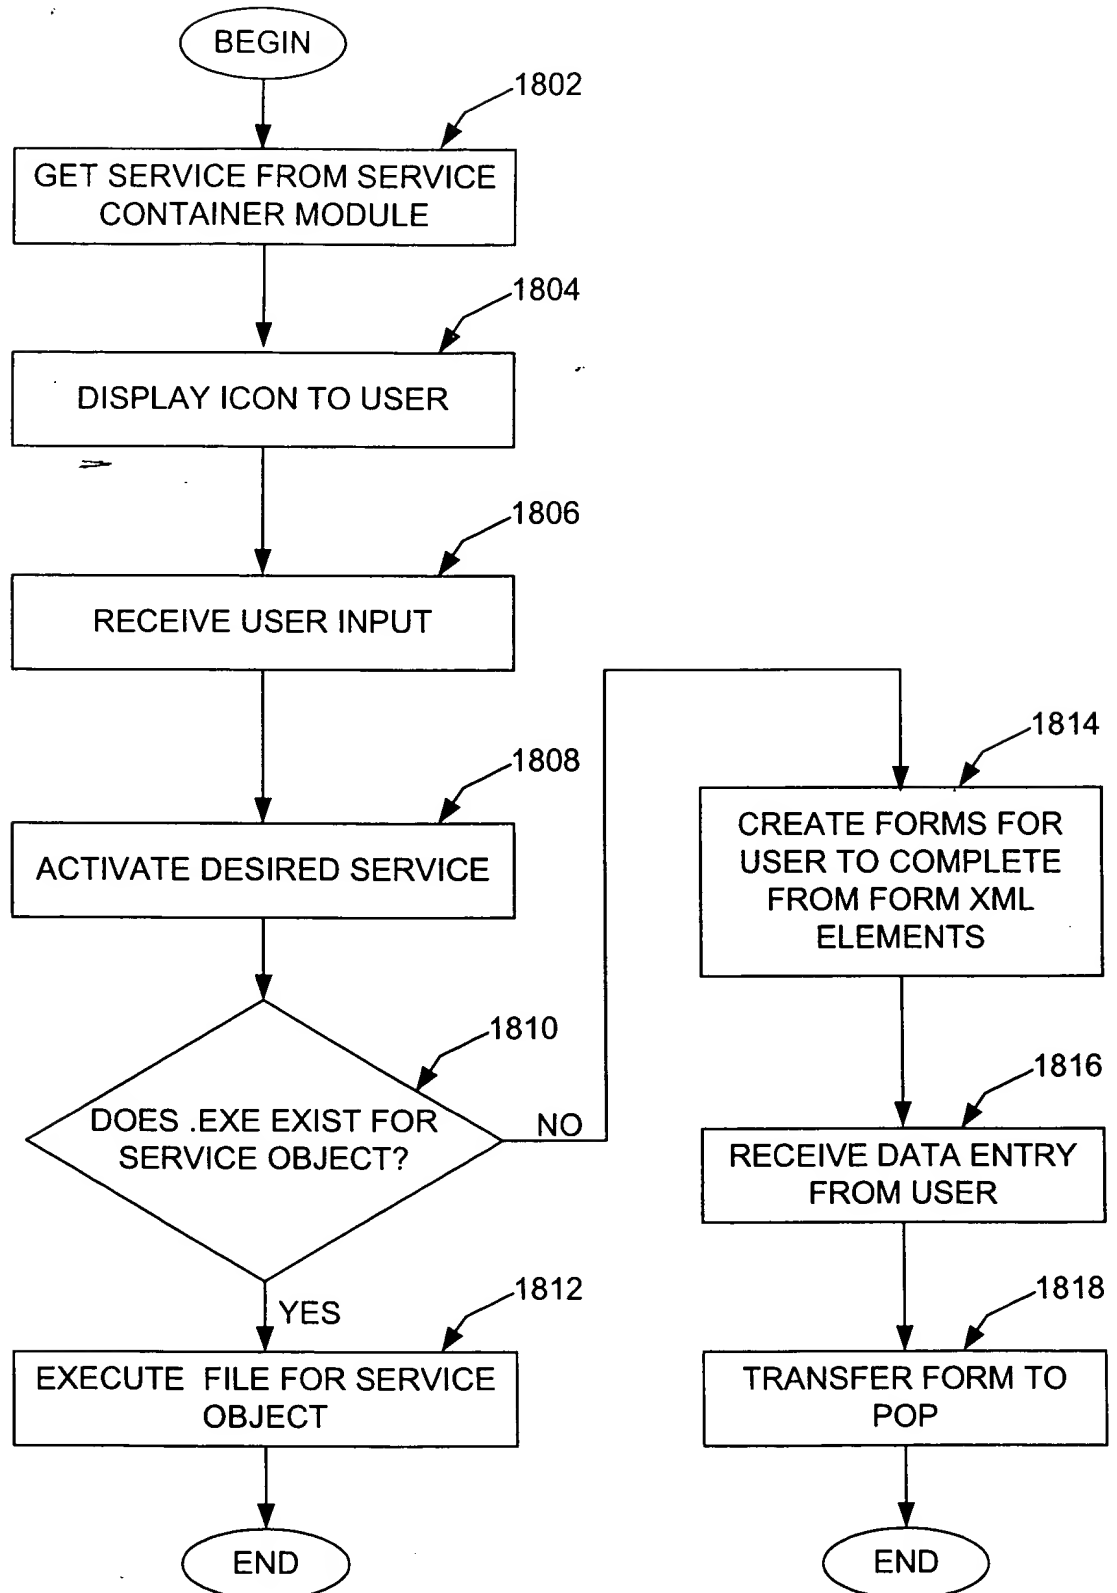 BEGIN
1802
GET SERVICE FROM SERVICE
CONTAINER MODULE
1804
DISPLAY ICON TO USER
1806
RECEIVE USER INPUT
1808
ACTIVATE DESIRED SERVICE
1810
DOES .EXE EXIST FOR
SERVICE OBJECT?
NO
YES
1812
EXECUTE FILE FOR SERVICE
OBJECT
END
1814
CREATE FORMS FOR
USER TO COMPLETE
FROM FORM XML
ELEMENTS
1816
RECEIVE DATA ENTRY
FROM USER
1818
TRANSFER FORM TO
POP
END